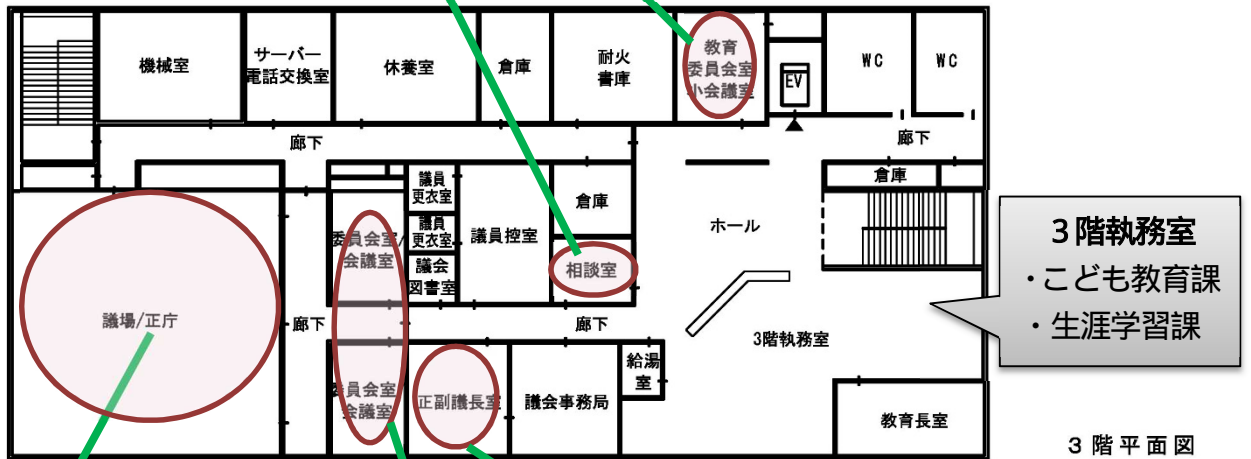 機械室
サーバー
電話交換室
休養室
倉庫
耐火
書庫
教育
委員会室
小会議室
EV
WC
WC
廊下
廊下
倉庫
議員
更衣室
議員
更衣室
議会
図書室
議員控室
倉庫
相談室
ホール
委員会室/
会議室
議場/正庁
廊下
廊下
3階執務室
給湯
室
委員会室/
会議室
正副議長室
議会事務局
教育長室
3階執務室
・こども教育課
・生涯学習課
3階平面図